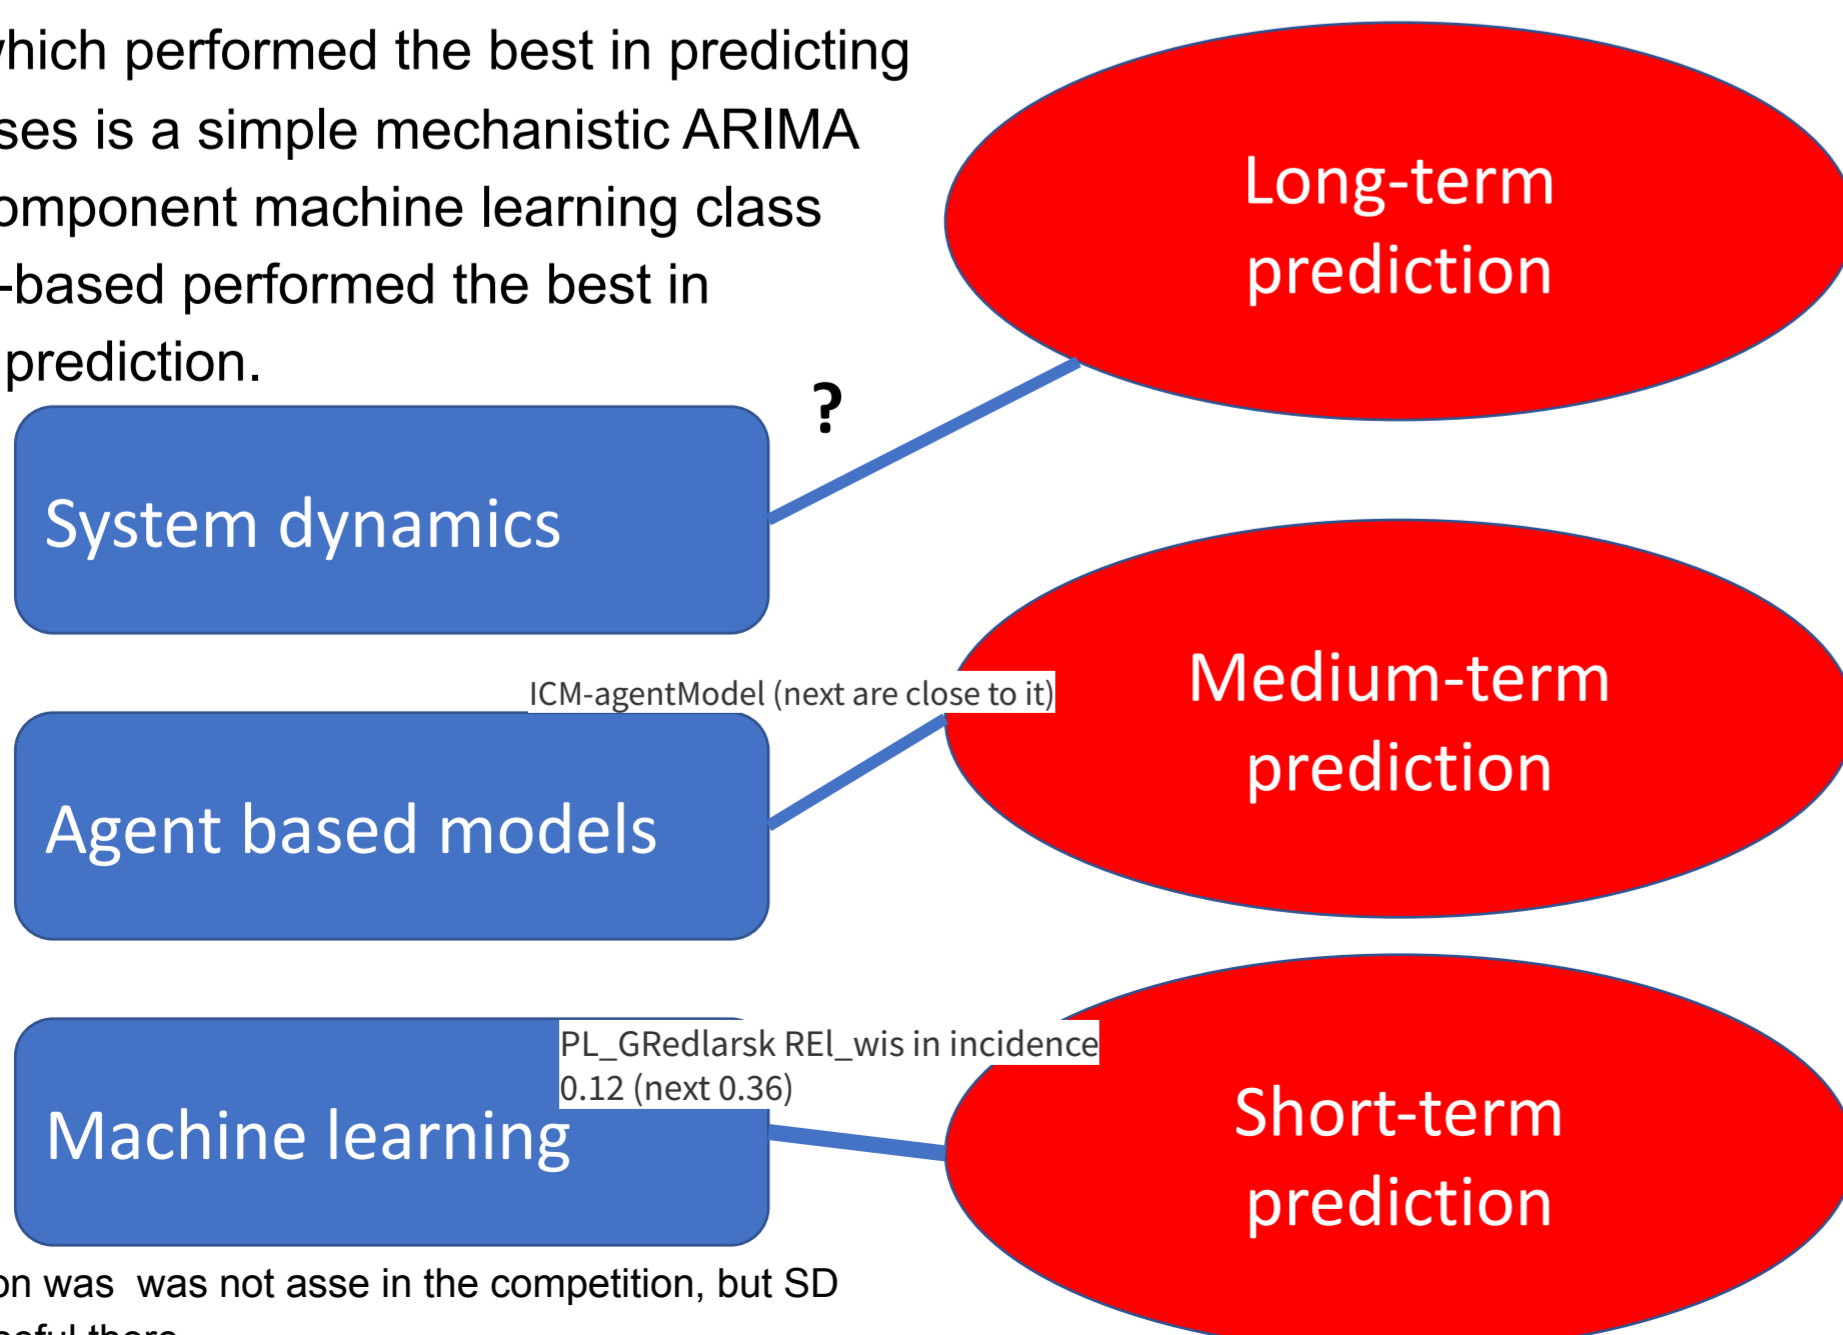 which performed the best in predicting
ses is a simple mechanistic ARIMA
omponent machine learning class
-based performed the best in
prediction.
Long-term
prediction
?
System dynamics
ICM-agentModel (next are close to it)
Medium-term
prediction
Agent based models
PL_GRedlarsk REl_wis in incidence
0.12 (next 0.36)
Machine learning
Short-term
prediction
on was  was not asse in the competition, but SD